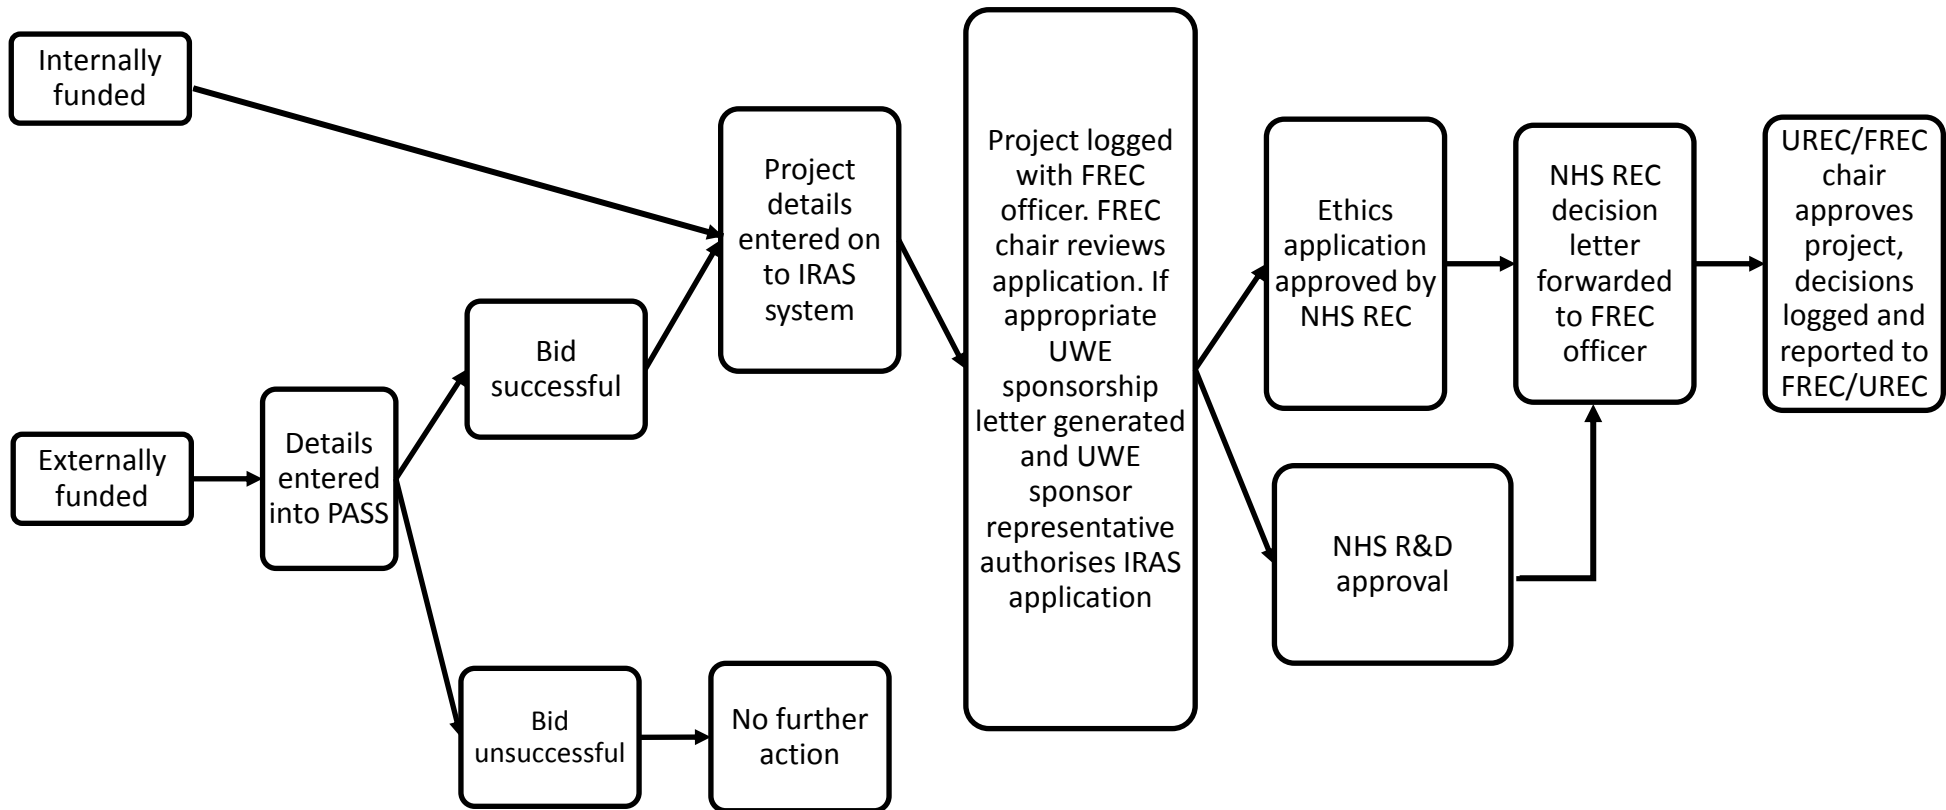 Internally
funded
Externally
funded
Details
entered
into PASS
Bid
successful
Bid
unsuccessful
No further
action
Project
details
entered on
to IRAS
system
Project logged
with FREC
officer. FREC
chair reviews
application. If
appropriate
UWE
sponsorship
letter generated
and UWE
sponsor
representative
authorises IRAS
application
Ethics
application
approved by
NHS REC
NHS R&D
approval
NHS REC
decision
letter
forwarded
to FREC
officer
UREC/FREC
chair
approves
project,
decisions
logged and
reported to
FREC/UREC